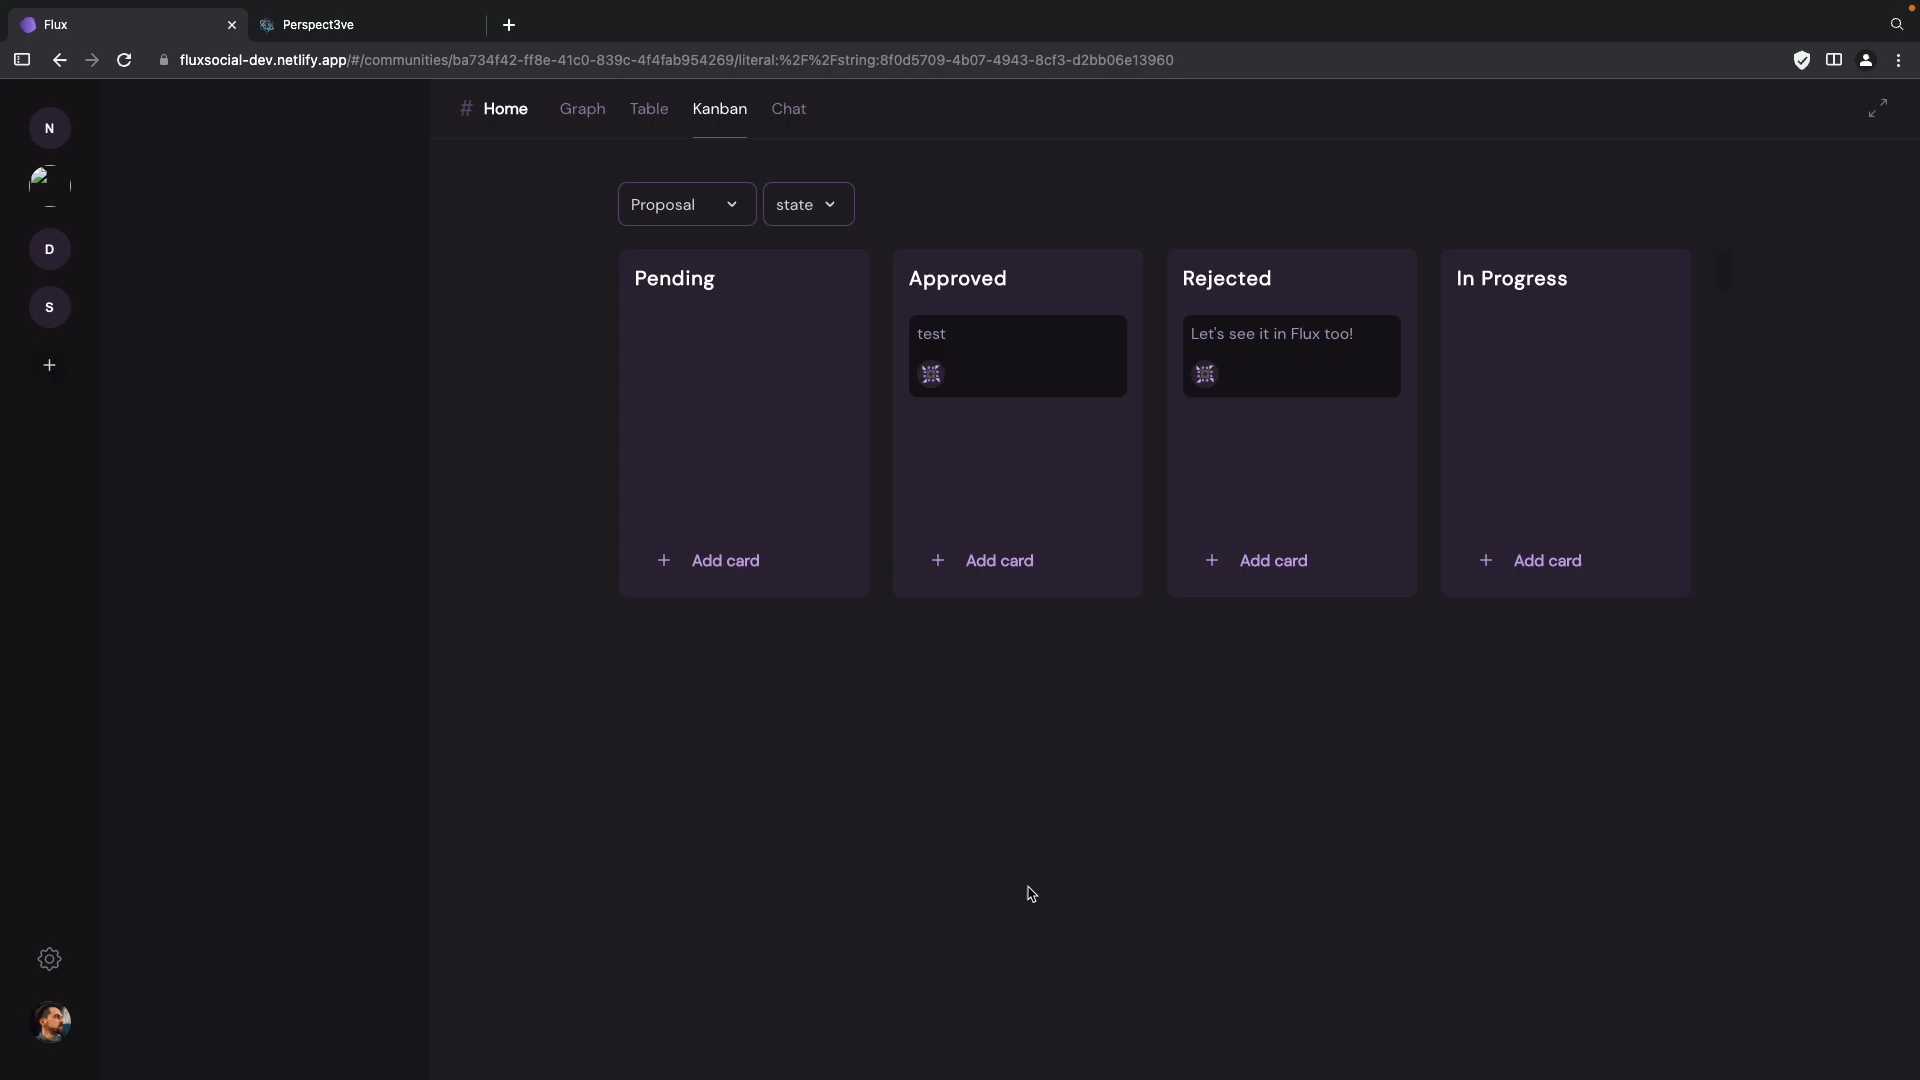 Flux
Perspect3ve
fluxsocial-dev.netlify.app/#/communities/ba734f42-ff8e-41c0-839c-4f4fab954269/literal:%2F%2Fstring:8f0d5709-4b07-4943-8cf3-d2bb06e13960
N
# Home Graph Table Kanban Chat
Proposal state
D
S
Pending
Approved
Rejected
In Progress
test
Let's see it in Flux too!
+ Add card
+ Add card
+ Add card
+ Add card